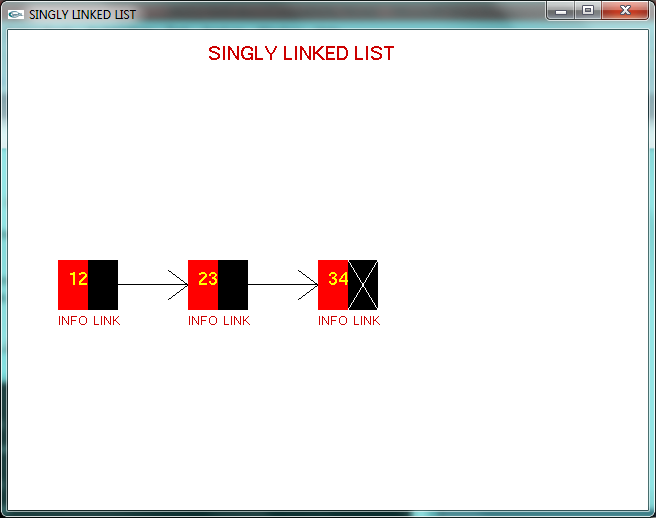 SINGLY LINKED LIST
SINGLY LINKED LIST
12 23 34
INFO LINK INFO LINK INFO LINK